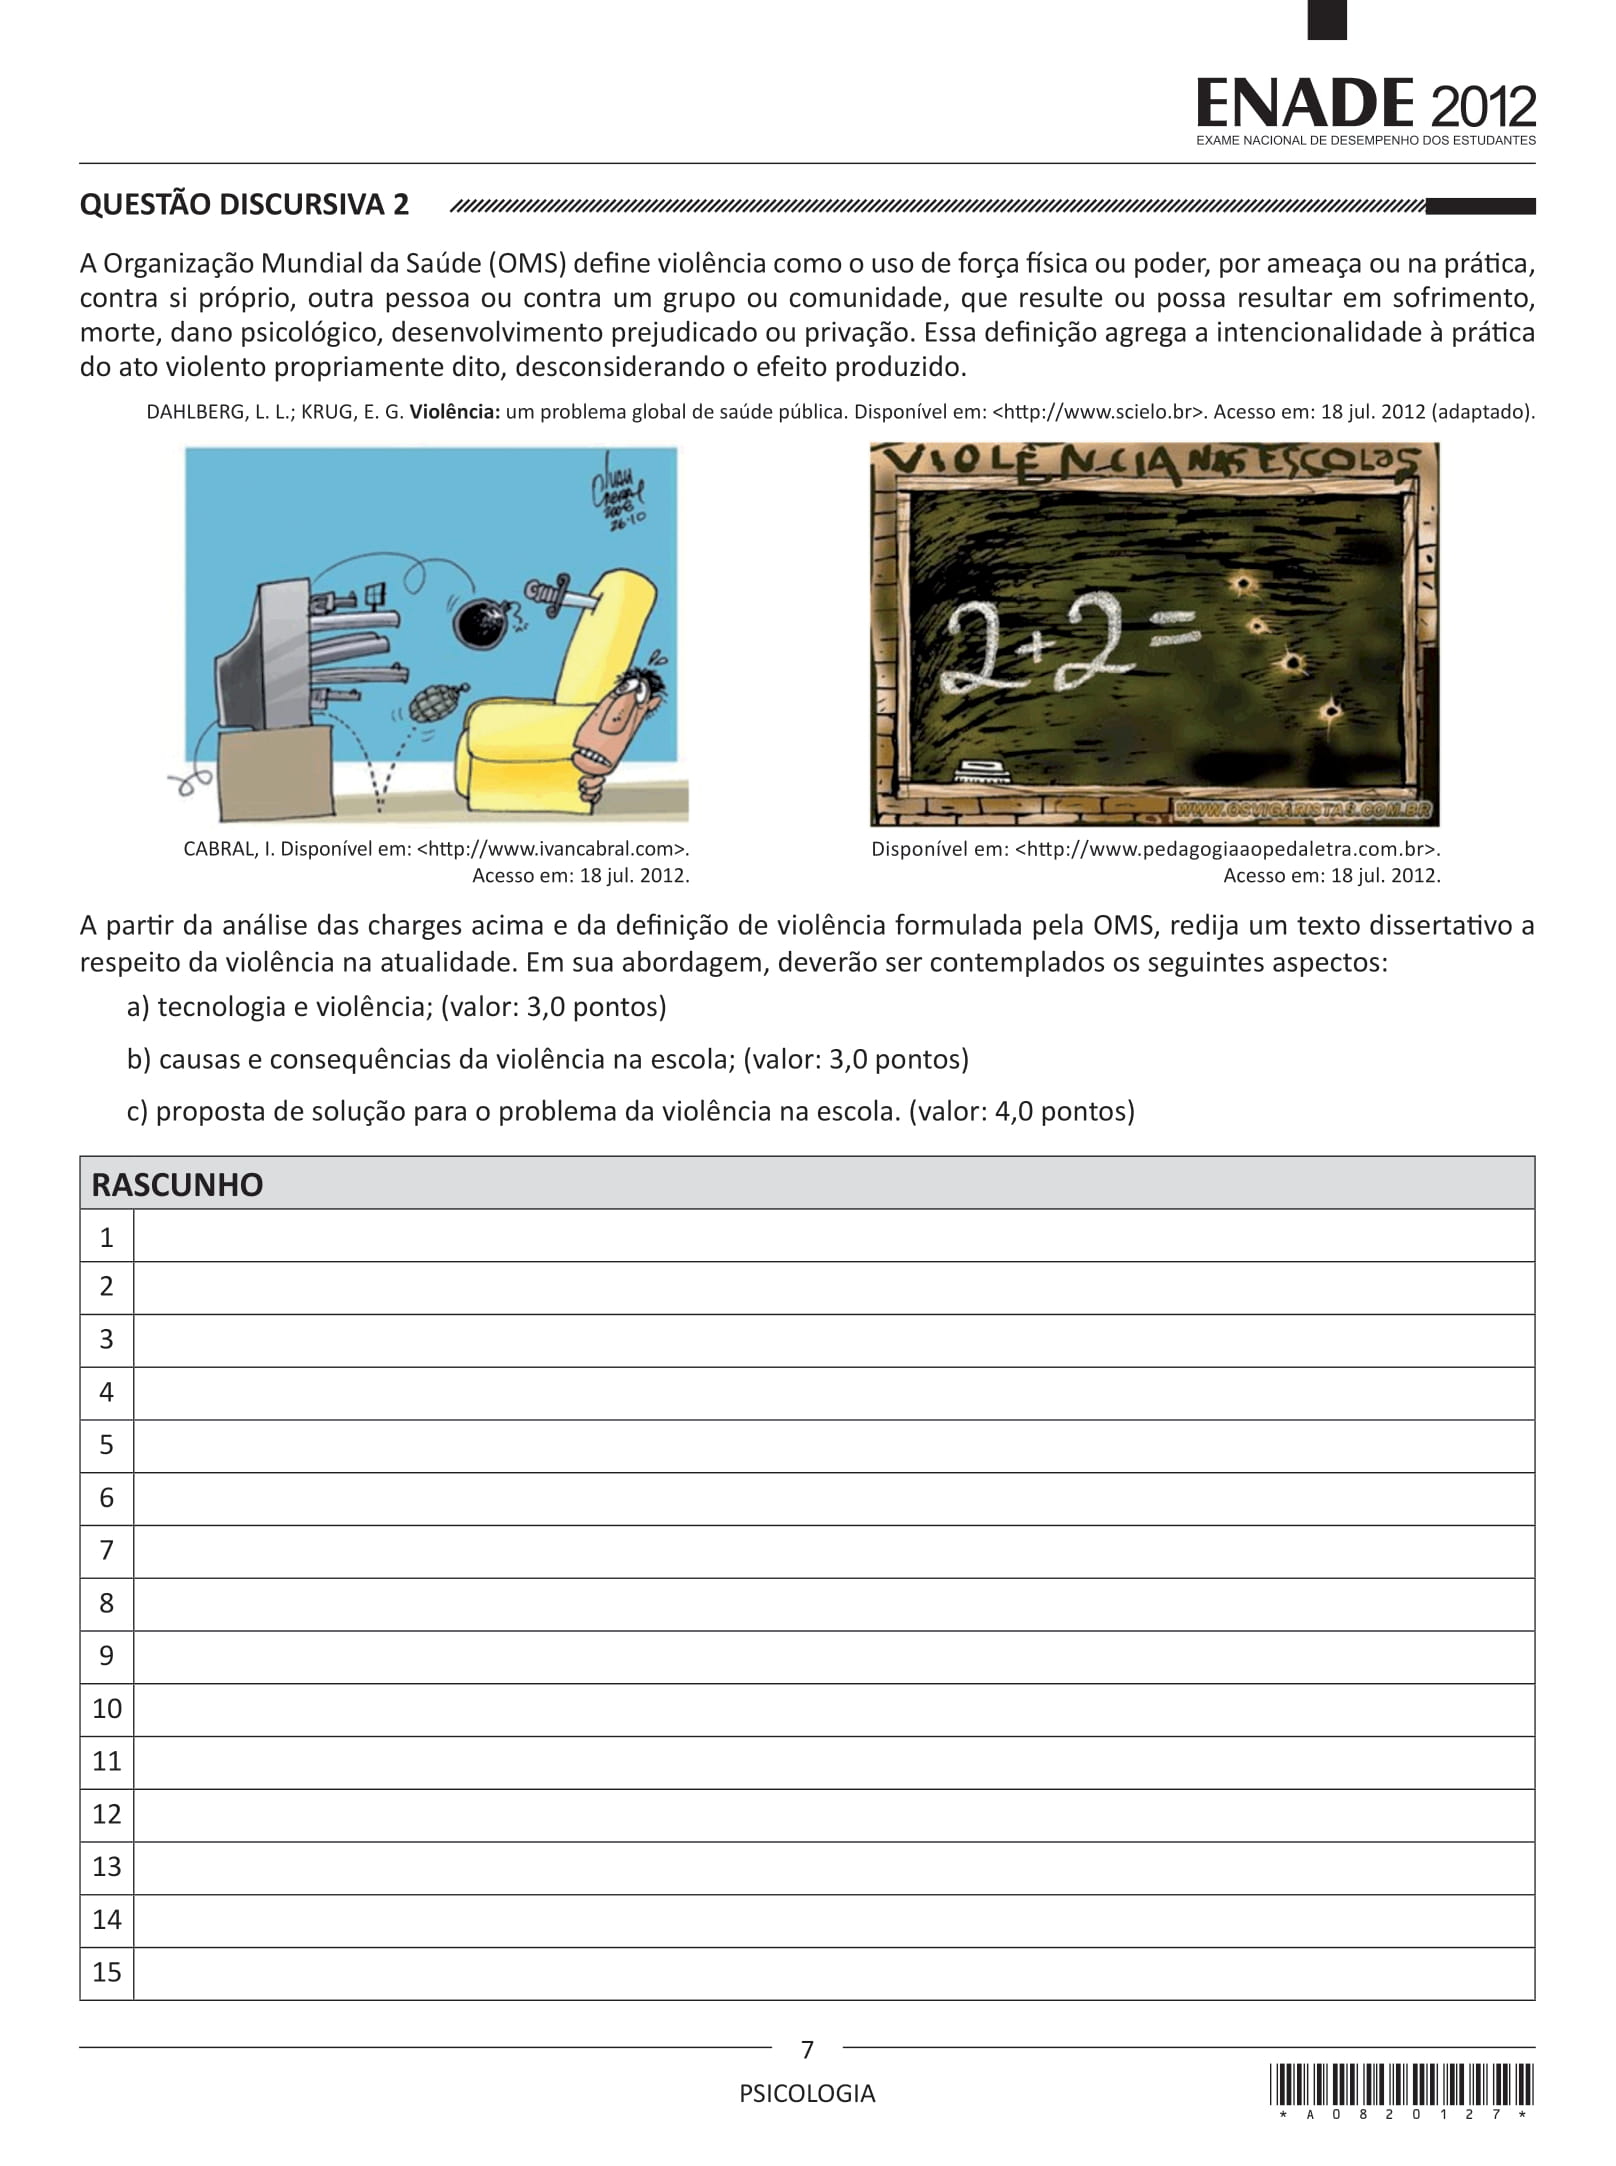 ENADE 2012
EXAME NACIONAL DE DESEMPENHO DOS ESTUDANTES
QUESTÃO DISCURSIVA 2
A Organização Mundial da Saúde (OMS) define violência como o uso de força física ou poder, por ameaça ou na prática,
contra si próprio, outra pessoa ou contra um grupo ou comunidade, que resulte ou possa resultar em sofrimento,
morte, dano psicológico, desenvolvimento prejudicado ou privação. Essa definição agrega a intencionalidade à prática
do ato violento propriamente dito, desconsiderando o efeito produzido.
DAHLBERG, L. L.; KRUG, E. G. Violência: um problema global de saúde pública. Disponível em: <http://www.scielo.br>. Acesso em: 18 jul. 2012 (adaptado).
Ivan
Cabral
2008
26·10
VIOLÊNCIA NAS ESCOLAS
2+2=
WWW.OSVIGARISTAS.COM.BR
CABRAL, I. Disponível em: <http://www.ivancabral.com>.
Acesso em: 18 jul. 2012.
Disponível em: <http://www.pedagogiaaopedaletra.com.br>.
Acesso em: 18 jul. 2012.
A partir da análise das charges acima e da definição de violência formulada pela OMS, redija um texto dissertativo a
respeito da violência na atualidade. Em sua abordagem, deverão ser contemplados os seguintes aspectos:
a) tecnologia e violência; (valor: 3,0 pontos)
b) causas e consequências da violência na escola; (valor: 3,0 pontos)
c) proposta de solução para o problema da violência na escola. (valor: 4,0 pontos)
RASCUNHO
1
2
3
4
5
6
7
8
9
10
11
12
13
14
15
7
PSICOLOGIA
* A 0 8 2 0 1 2 7 *